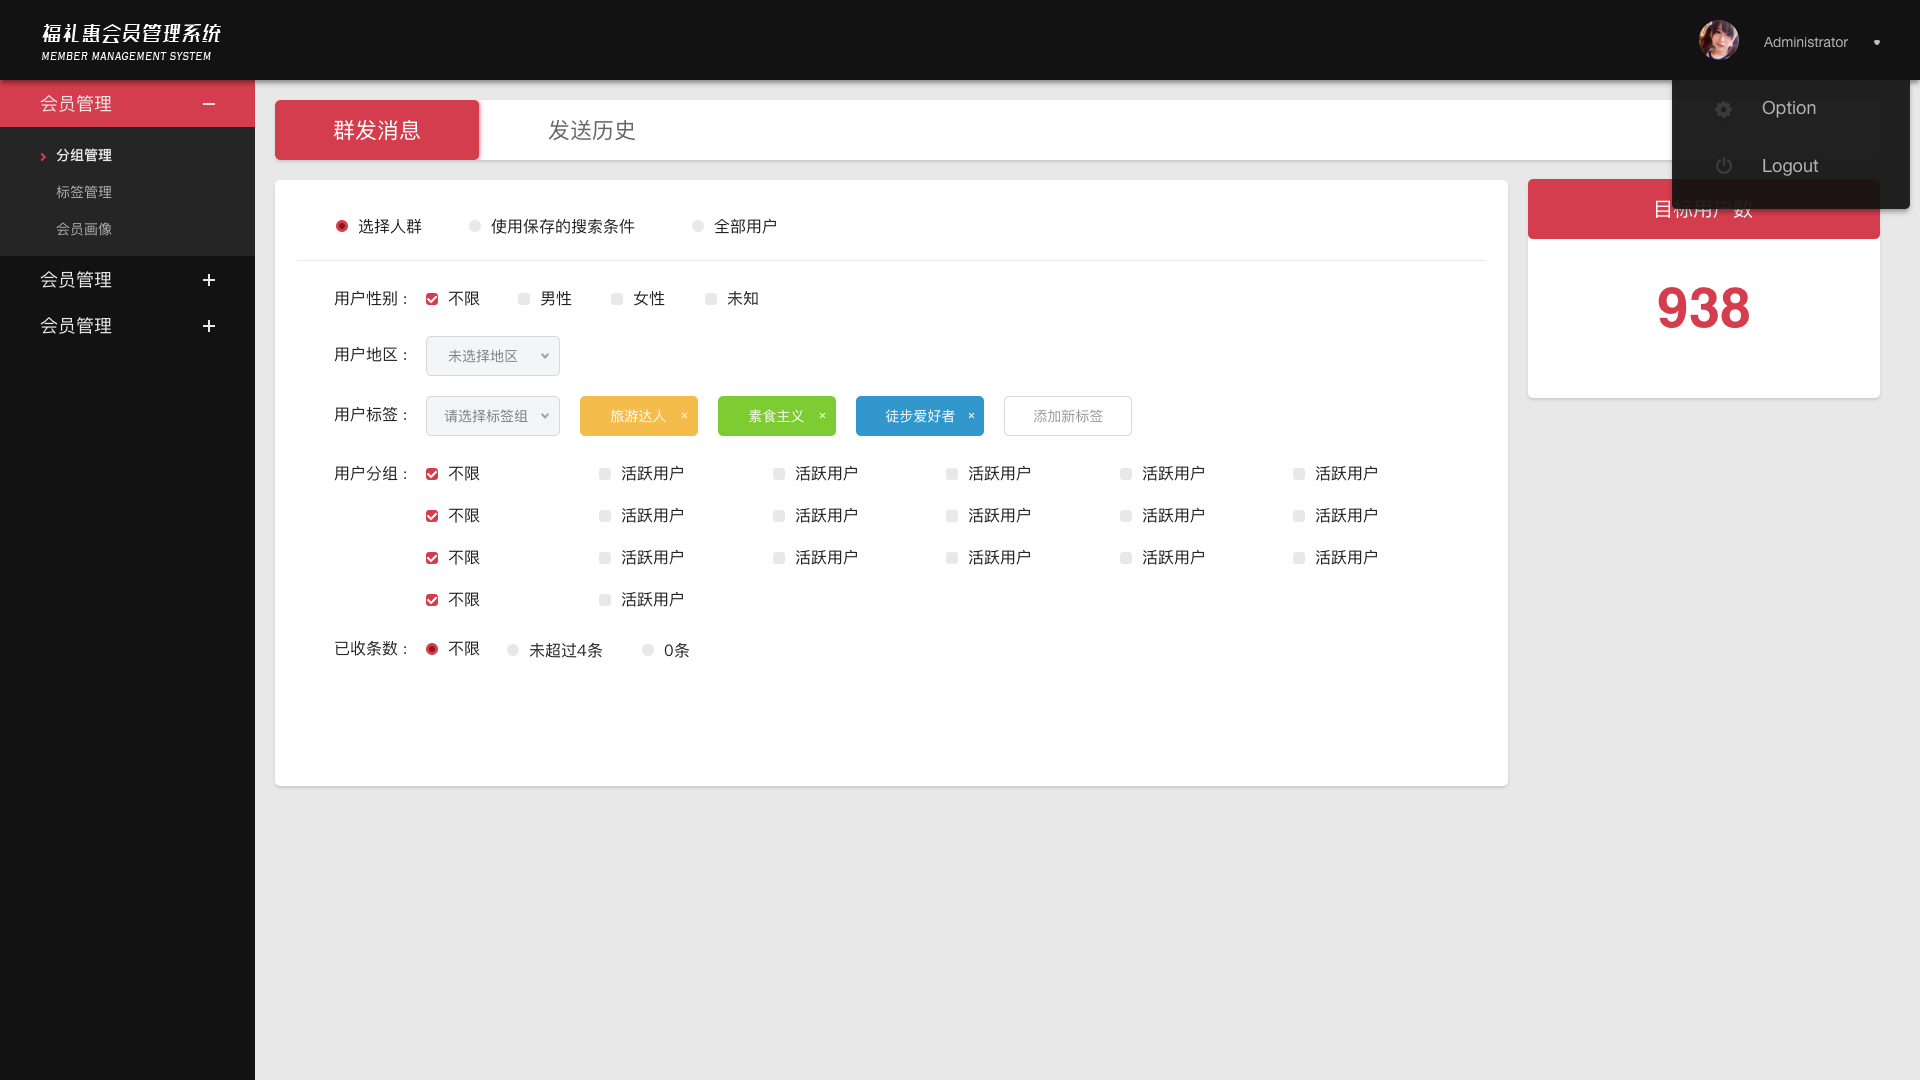 福礼惠会员管理系统
MEMBER MANAGEMENT SYSTEM
Administrator
Option
Logout
会员管理
分组管理
标签管理
会员画像
会员管理
会员管理
群发消息 发送历史
选择人群 使用保存的搜索条件 全部用户
用户性别： 不限 男性 女性 未知
用户地区： 未选择地区
用户标签： 请选择标签组 旅游达人 × 素食主义 × 徒步爱好者 × 添加新标签
用户分组： 不限 活跃用户 活跃用户 活跃用户 活跃用户 活跃用户
不限 活跃用户 活跃用户 活跃用户 活跃用户 活跃用户
不限 活跃用户 活跃用户 活跃用户 活跃用户 活跃用户
不限 活跃用户
已收条数： 不限 未超过4条 0条
目标用户数
938